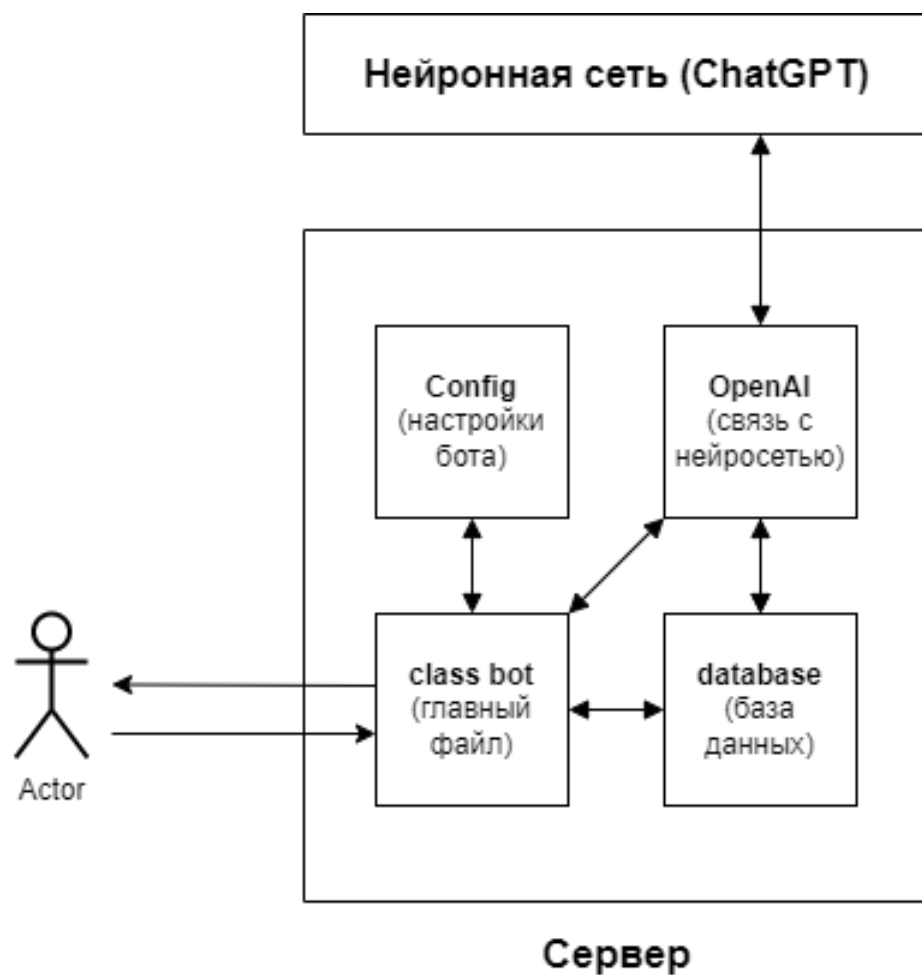 Нейронная сеть (ChatGPT)
Config
(настройки
бота)
OpenAI
(связь с
нейросетью)
class bot
(главный
файл)
database
(база
данных)
Actor
Сервер